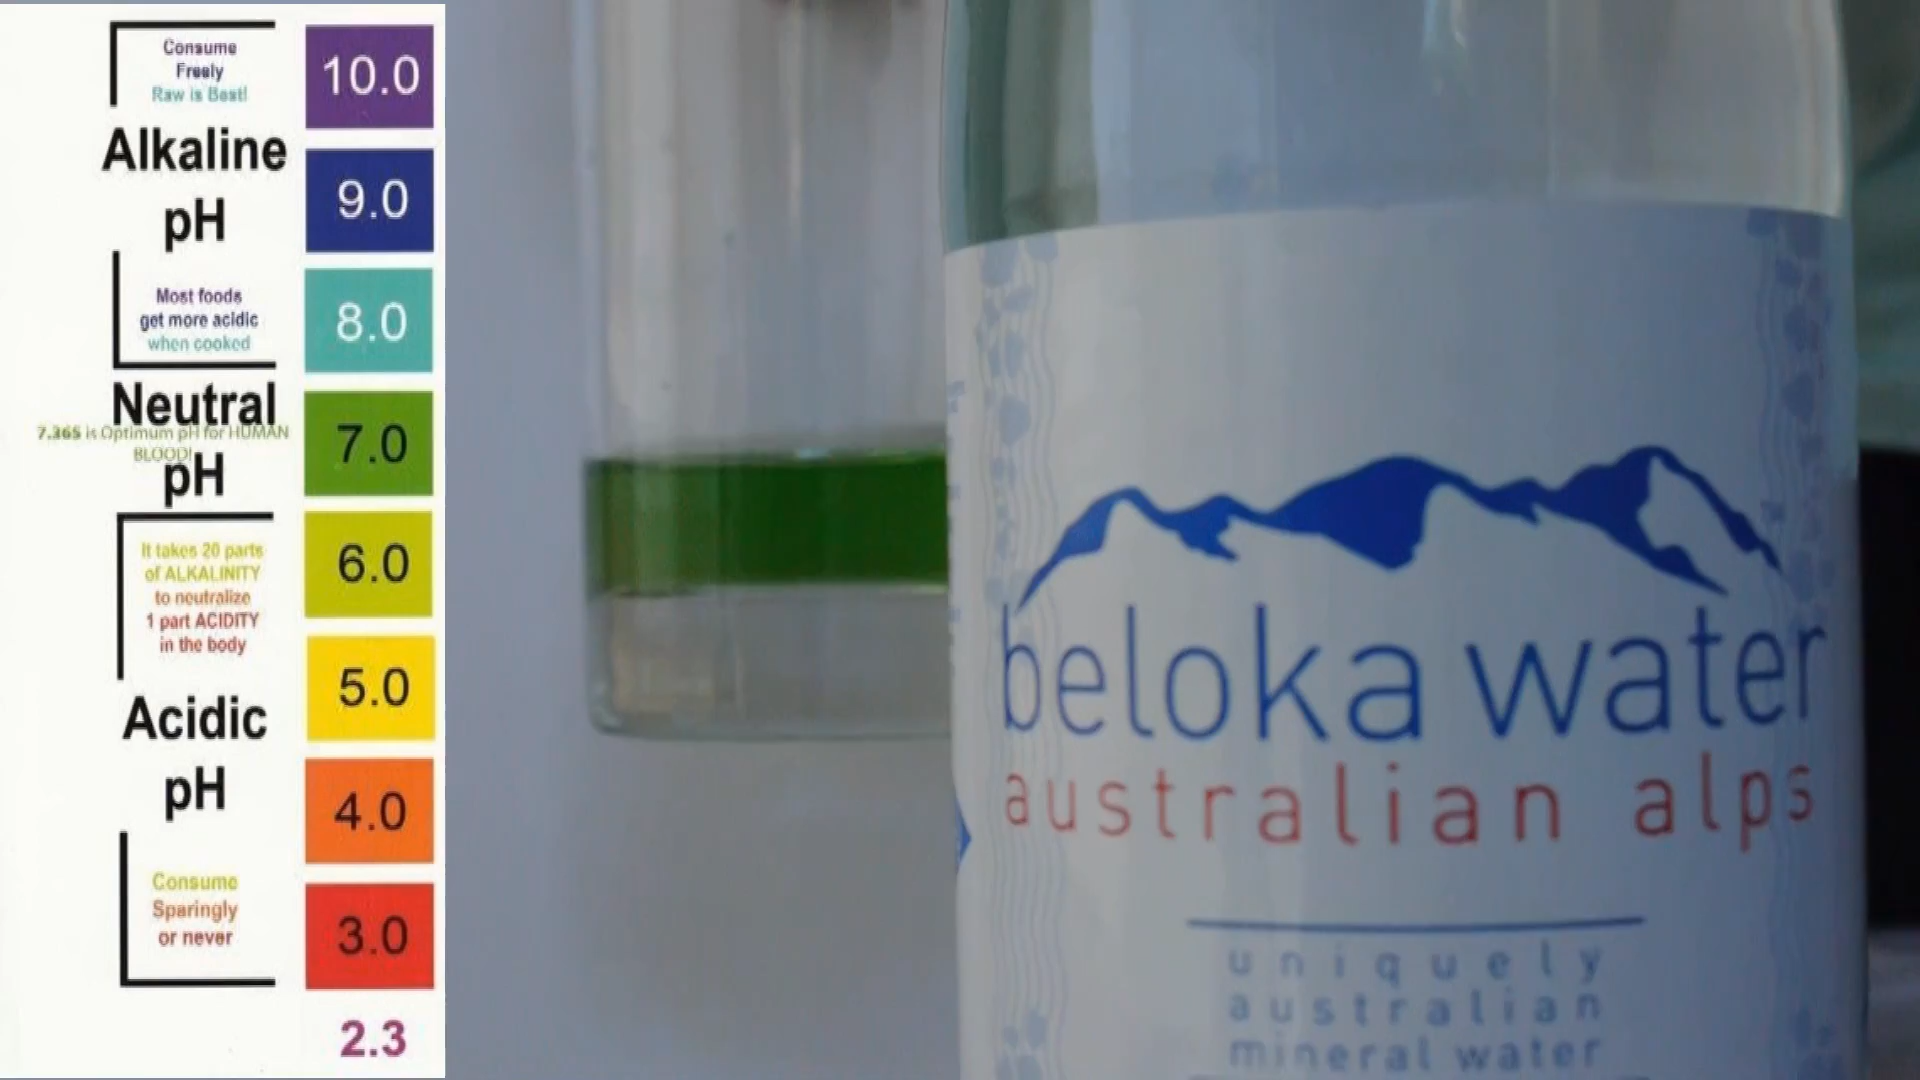 Consume
Freely
Raw is Best!
Alkaline
pH
Most foods
get more acidic
when cooked
Neutral
7.365 is Optimum pH for HUMAN
BLOOD!
pH
It takes 20 parts
of ALKALINITY
to neutralize
1 part ACIDITY
in the body
Acidic
pH
Consume
Sparingly
or never
10.0
9.0
8.0
7.0
6.0
5.0
4.0
3.0
2.3
beloka water
australian alps
uniquely
australian
mineral water